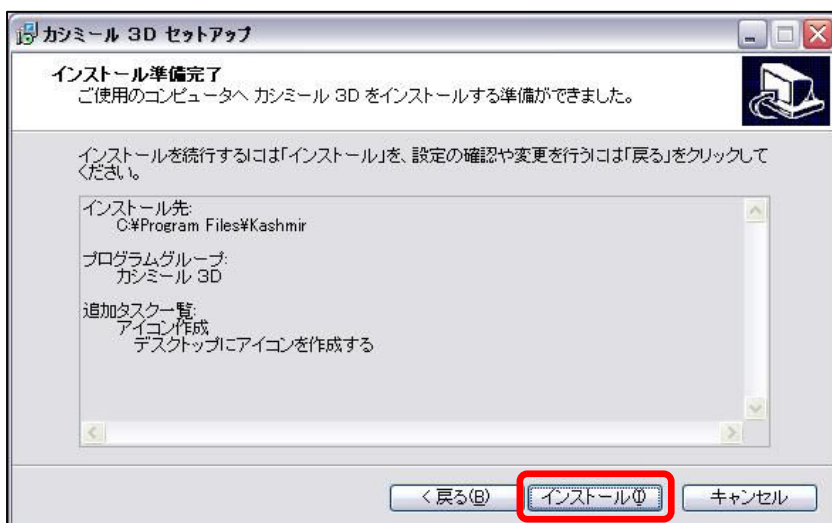 カシミール 3D セットアップ
インストール準備完了
ご使用のコンピュータへ カシミール 3D をインストールする準備ができました。
インストールを続行するには「インストール」を、設定の確認や変更を行うには「戻る」をクリックして
ください。
インストール先:
C:¥Program Files¥Kashmir
プログラムグループ:
カシミール 3D
追加タスク一覧:
アイコン作成
デスクトップにアイコンを作成する
< 戻る(B)
インストール(I)
キャンセル